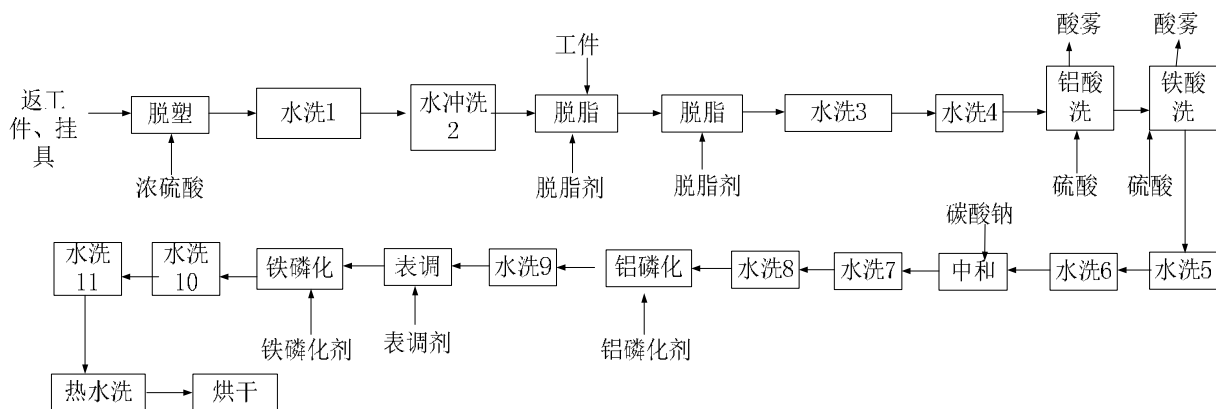 酸雾
酸雾
工件
返工
件、挂
具
脱塑
水洗1
水冲洗
2
脱脂
脱脂
水洗3
水洗4
铝酸
洗
铁酸
洗
浓硫酸
脱脂剂
脱脂剂
硫酸
硫酸
碳酸钠
水洗
11
水洗
10
铁磷化
表调
水洗9
铝磷化
水洗8
水洗7
中和
水洗6
水洗5
铁磷化剂
表调剂
铝磷化剂
热水洗
烘干